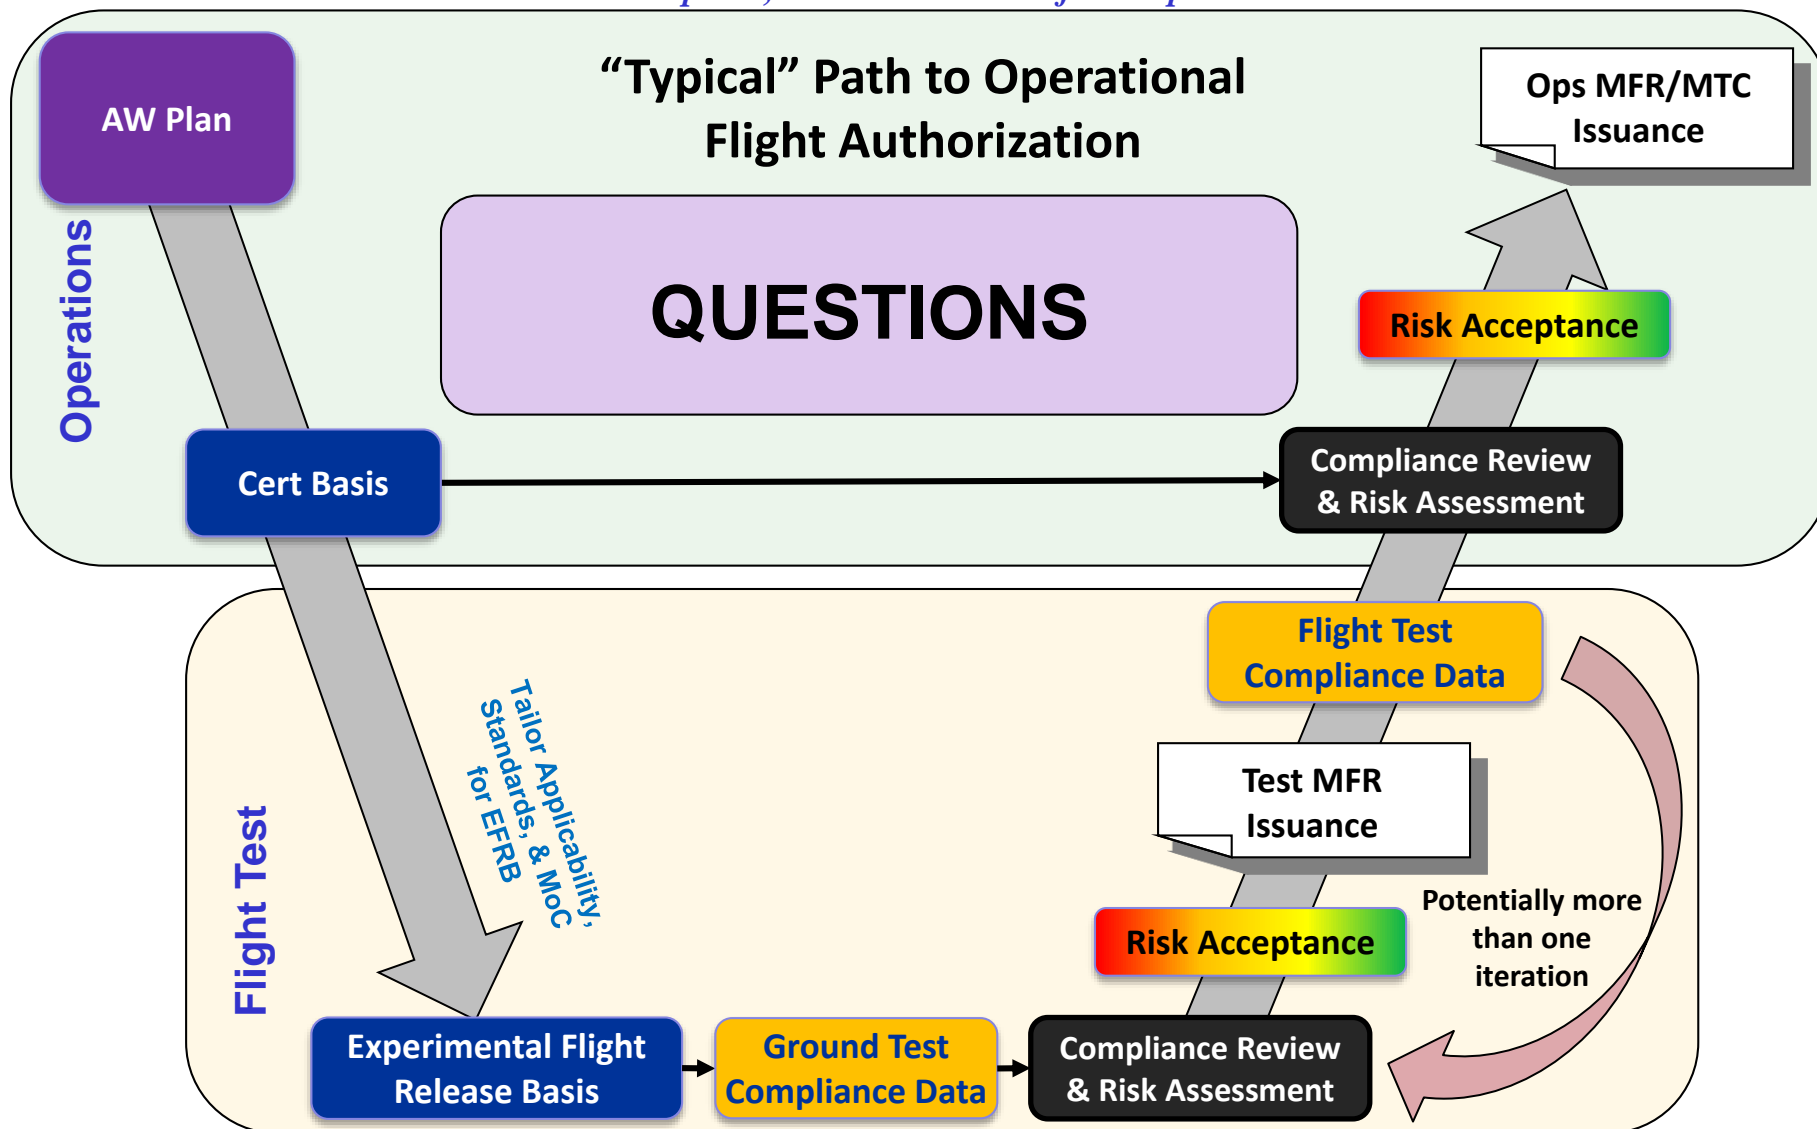 “Typical” Path to Operational
Flight Authorization
AW Plan
Ops MFR/MTC
Issuance
Operations
QUESTIONS
Risk Acceptance
Cert Basis
Compliance Review
& Risk Assessment
Flight Test
Compliance Data
Tailor Applicability,
Standards, & MoC
for EFRB
Test MFR
Issuance
Flight Test
Risk Acceptance
Potentially more
than one
iteration
Experimental Flight
Release Basis
Ground Test
Compliance Data
Compliance Review
& Risk Assessment